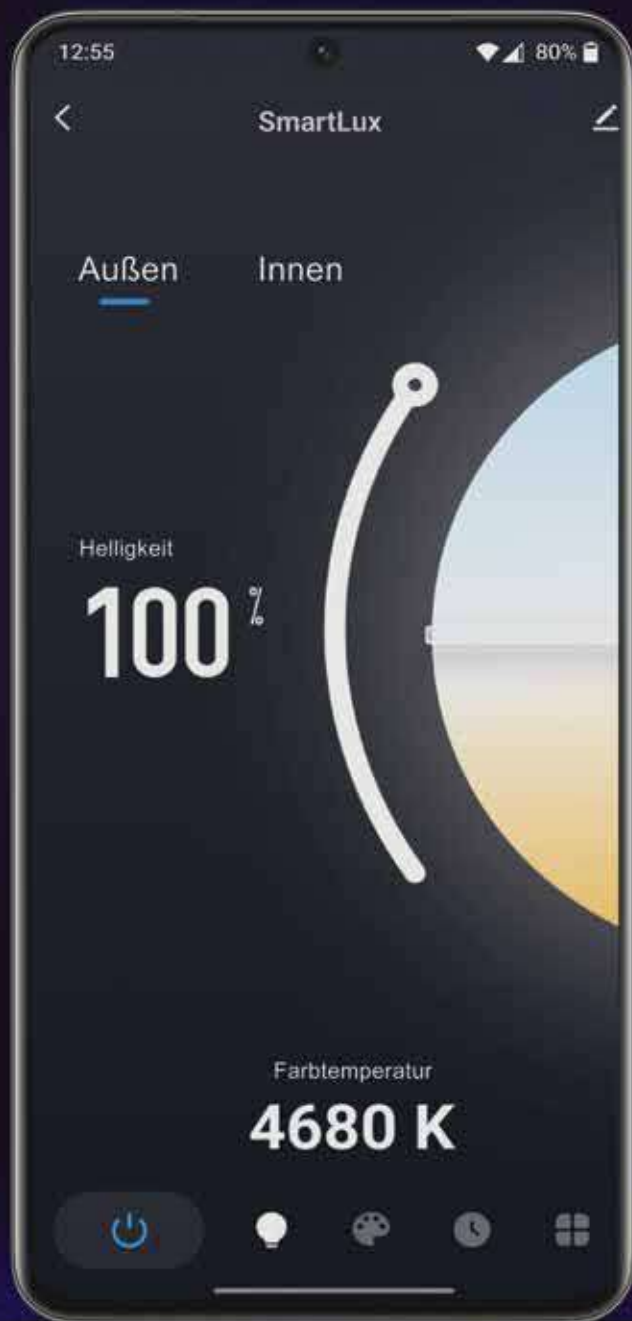 12:55
80%
SmartLux
Außen Innen
Helligkeit
100 %
Farbtemperatur
4680 K